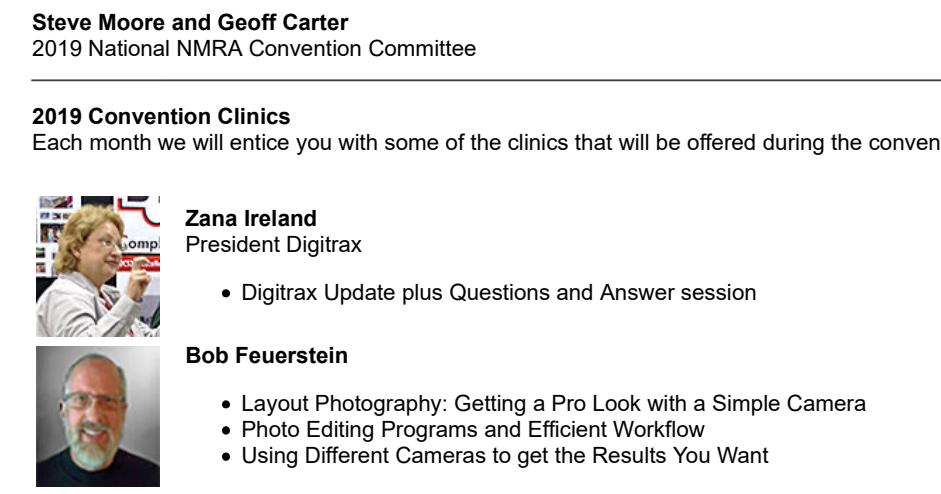 Steve Moore and Geoff Carter
2019 National NMRA Convention Committee
2019 Convention Clinics
Each month we will entice you with some of the clinics that will be offered during the conven
Zana Ireland
President Digitrax
ompl
• Digitrax Update plus Questions and Answer session
Bob Feuerstein
• Layout Photography: Getting a Pro Look with a Simple Camera
• Photo Editing Programs and Efficient Workflow
• Using Different Cameras to get the Results You Want